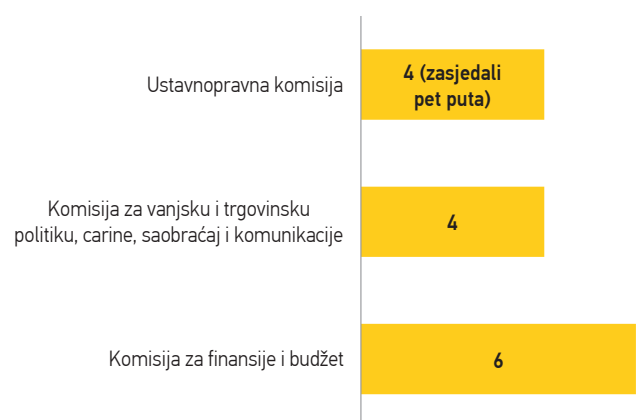 Ustavnopravna komisija
4 (zasjedali
pet puta)
Komisija za vanjsku i trgovinsku
politiku, carine, saobraćaj i komunikacije
4
Komisija za finansije i budžet
6